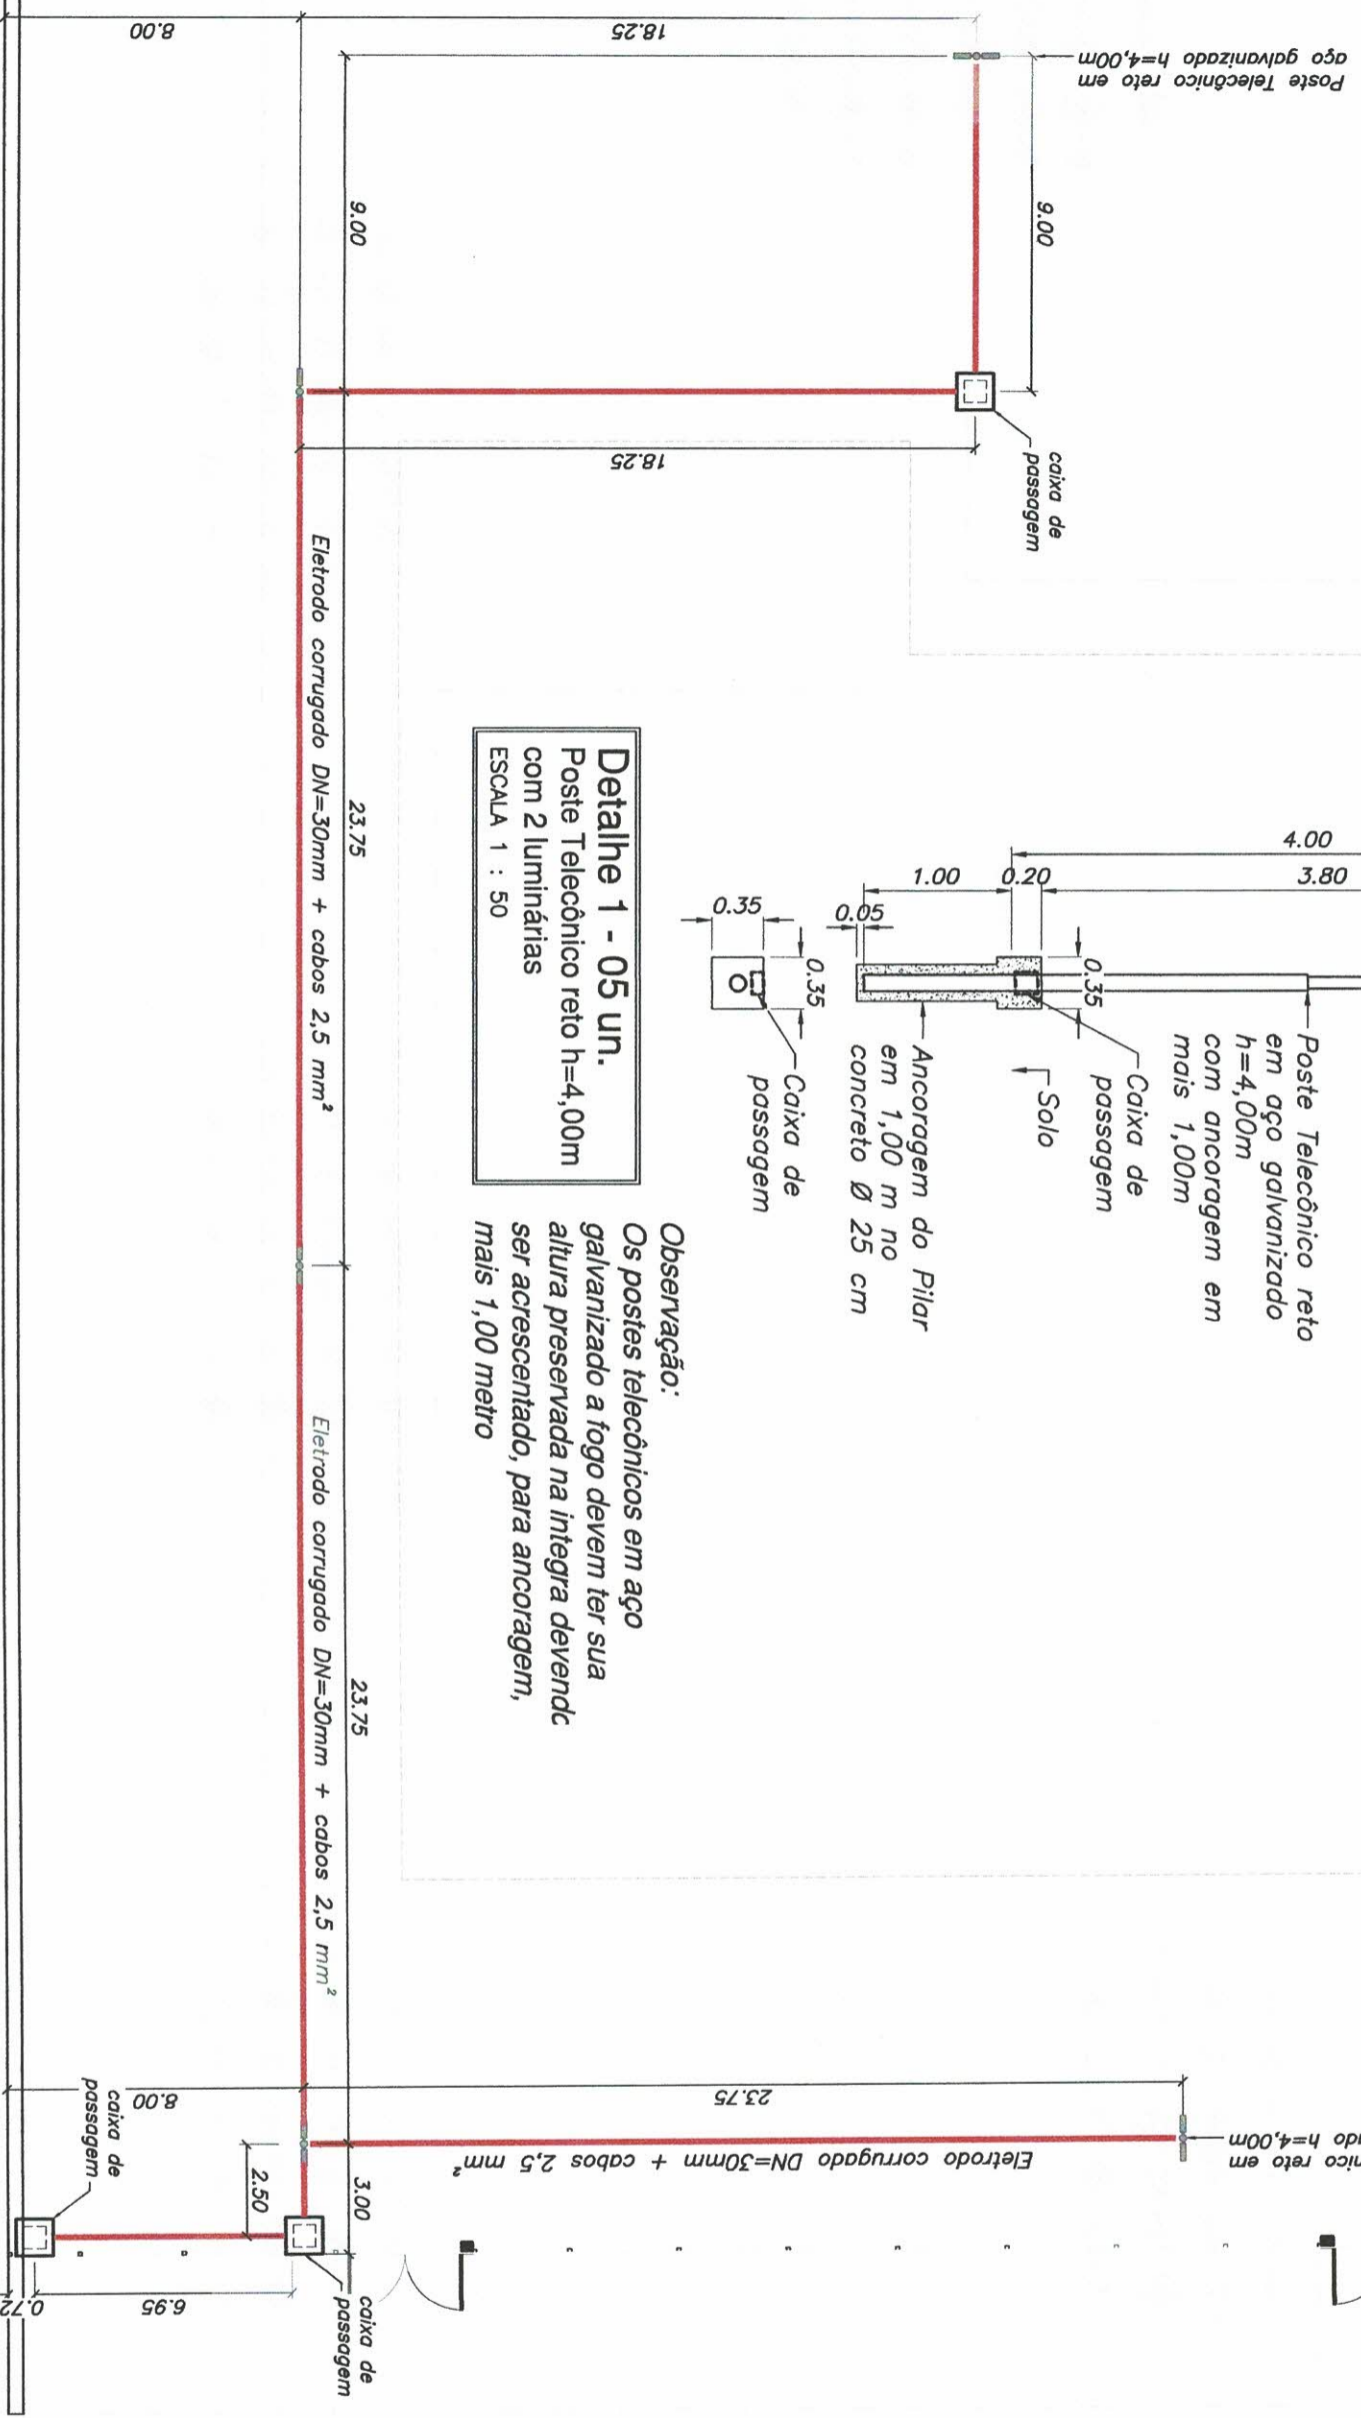 8.00
18.25
Poste Telecônico reto em
aço galvanizado h=4,00m
9.00
9.00
caixa de
passagem
18.25
Eletrodo corrugado DN=30mm + cabos 2,5 mm²
23.75
4.00
3.80
1.00
0.20
0.05
0.35
0.35
0.35
Poste Telecônico reto
em aço galvanizado
h=4,00m
com ancoragem em
mais 1,00m
Caixa de
passagem
Solo
Ancoragem do Pilar
em 1,00 m no
concreto Ø 25 cm
Caixa de
passagem
Detalhe 1 - 05 un.
Poste Telecônico reto h=4,00m
com 2 luminárias
ESCALA 1 : 50
Observação:
Os postes telecônicos em aço
galvanizado a fogo devem ter sua
altura preservada na integra devendc
ser acrescentado, para ancoragem,
mais 1,00 metro
23.75
Eletrodo corrugado DN=30mm + cabos 2,5 mm²
23.75
Eletrodo corrugado DN=30mm + cabos 2,5 mm²
nico reto em
do h=4,00m
8.00
caixa de
passagem
2.50
3.00
caixa de
passagem
6.95
0.72